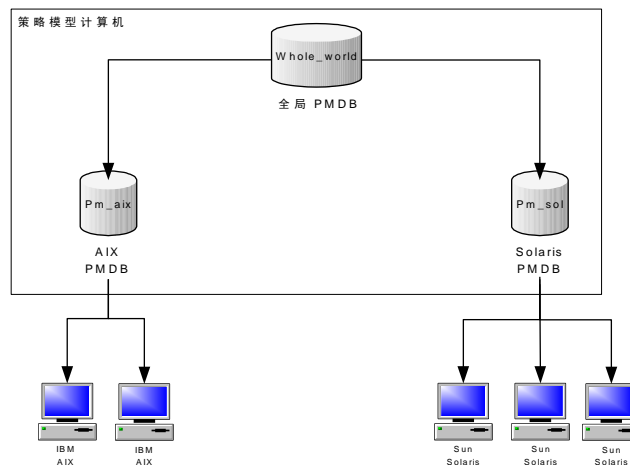 策略模型计算机
Whole_world
全局 PMDB
Pm_aix
Pm_sol
AIX
PMDB
Solaris
PMDB
IBM
AIX
IBM
AIX
Sun
Solaris
Sun
Solaris
Sun
Solaris